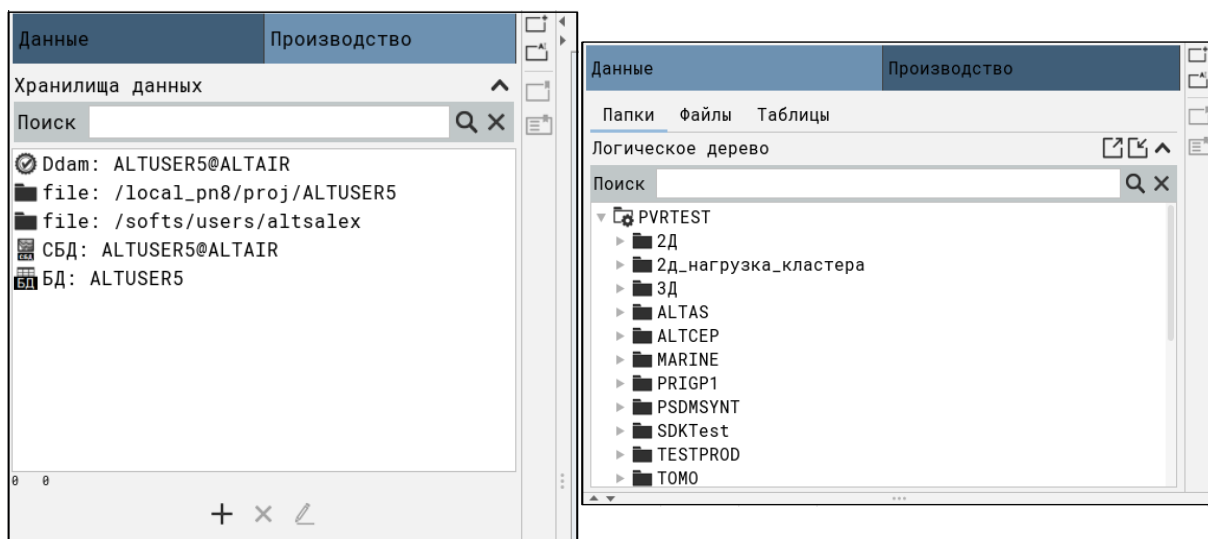 Данные Производство
Хранилища данных
Поиск
Ddam: ALTUSER5@ALTAIR
file: /local_pn8/proj/ALTUSER5
file: /softs/users/altsalex
СБД: ALTUSER5@ALTAIR
БД: ALTUSER5
0 0
Данные Производство
Папки Файлы Таблицы
Логическое дерево
Поиск
PVRTEST
2Д
2д_нагрузка_кластера
3Д
ALTAS
ALTCEP
MARINE
PRIGP1
PSDMSYNT
SDKTest
TESTPROD
TOMO